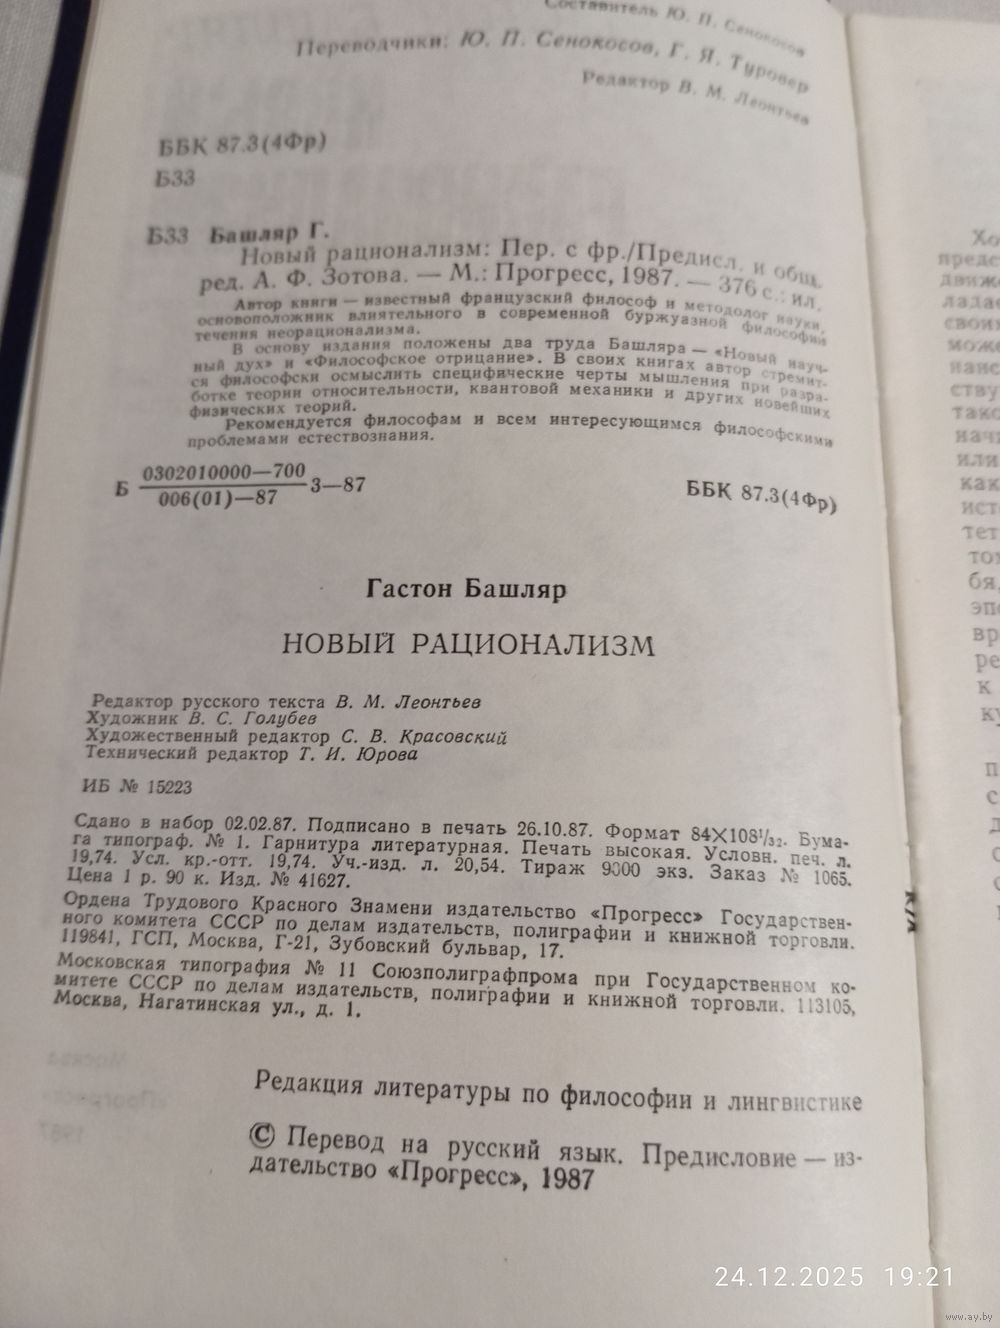 Составитель Ю. П. Сенокосов
Переводчики: Ю. П. Сенокосов, Г. Я. Туровер
Редактор В. М. Леонтьев
ББК 87.3(4Фр)
Б33
Б33 Башляр Г.
Новый рационализм: Пер. с фр./Предисл. и общ.
ред. А. Ф. Зотова. — М.: Прогресс, 1987. — 376 с.: ил.
Автор книги — известный французский философ и методолог науки,
основоположник влиятельного в современной буржуазной философии
течения неорационализма.
В основу издания положены два труда Башляра — «Новый науч-
ный дух» и «Философское отрицание». В своих книгах автор стремит-
ся философски осмыслить специфические черты мышления при разра-
ботке теории относительности, квантовой механики и других новейших
физических теорий.
Рекомендуется философам и всем интересующимся философскими
проблемами естествознания.
Б 0302010000—700
006(01)—87 3—87
ББК 87.3(4Фр)
Гастон Башляр
НОВЫЙ РАЦИОНАЛИЗМ
Редактор русского текста В. М. Леонтьев
Художник В. С. Голубев
Художественный редактор С. В. Красовский
Технический редактор Т. И. Юрова
ИБ № 15223
Сдано в набор 02.02.87. Подписано в печать 26.10.87. Формат 84×108¹/₃₂. Бума-
га типограф. № 1. Гарнитура литературная. Печать высокая. Условн. печ. л.
19,74. Усл. кр.-отт. 19,74. Уч.-изд. л. 20,54. Тираж 9000 экз. Заказ № 1065.
Цена 1 р. 90 к. Изд. № 41627.
Ордена Трудового Красного Знамени издательство «Прогресс» Государствен-
ного комитета СССР по делам издательств, полиграфии и книжной торговли.
119841, ГСП, Москва, Г-21, Зубовский бульвар, 17.
Московская типография № 11 Союзполиграфпрома при Государственном ко-
митете СССР по делам издательств, полиграфии и книжной торговли. 113105,
Москва, Нагатинская ул., д. 1.
Редакция литературы по философии и лингвистике
© Перевод на русский язык. Предисловие — из-
дательство «Прогресс», 1987
24.12.2025 19:21
www.ay.by